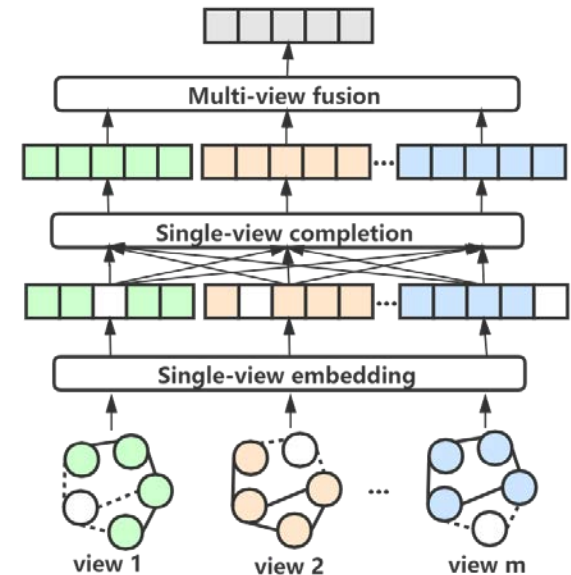 Multi-view fusion
...
Single-view completion
...
Single-view embedding
...
view 1
view 2
view m